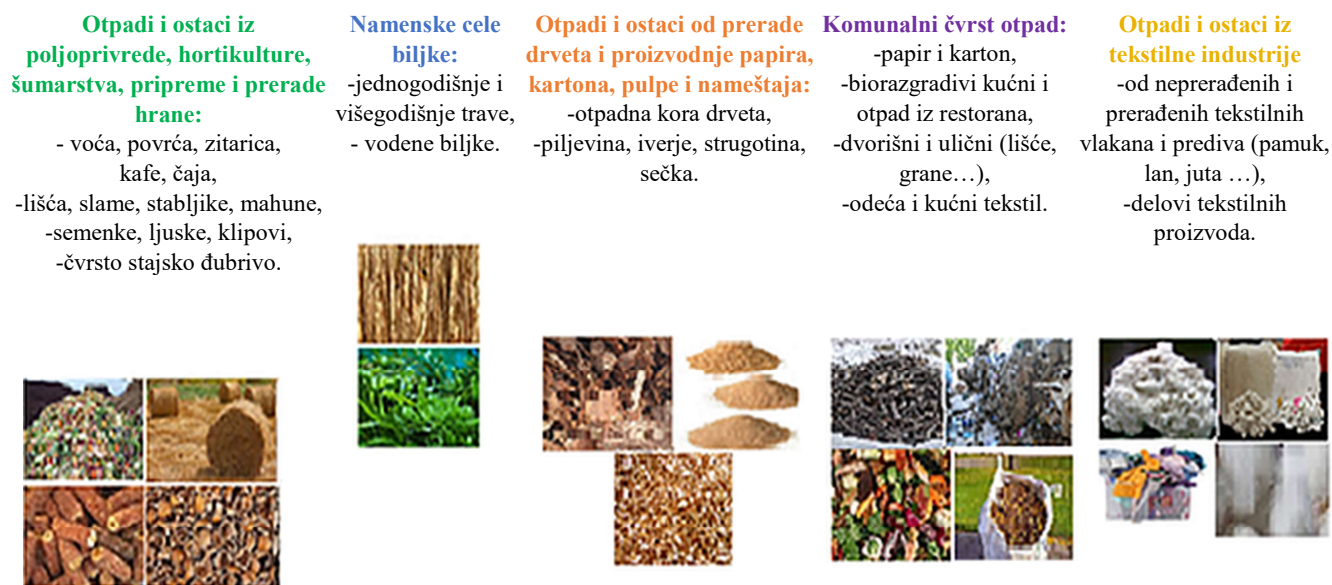 Otpadi i ostaci iz
poljoprivrede, hortikulture,
šumarstva, pripreme i prerade
hrane:
- voća, povrća, zitarica,
kafe, čaja,
-lišća, slame, stabljike, mahune,
-semenke, ljuske, klipovi,
-čvrsto stajsko đubrivo.
Namenske cele
biljke:
-jednogodišnje i
višegodišnje trave,
- vodene biljke.
Otpadi i ostaci od prerade
drveta i proizvodnje papira,
kartona, pulpe i nameštaja:
-otpadna kora drveta,
-piljevina, iverje, strugotina,
sečka.
Komunalni čvrst otpad:
-papir i karton,
-biorazgradivi kućni i
otpad iz restorana,
-dvorišni i ulični (lišće,
grane…),
-odeća i kućni tekstil.
Otpadi i ostaci iz
tekstilne industrije
-od neprerađenih i
prerađenih tekstilnih
vlakana i prediva (pamuk,
lan, juta …),
-delovi tekstilnih
proizvoda.